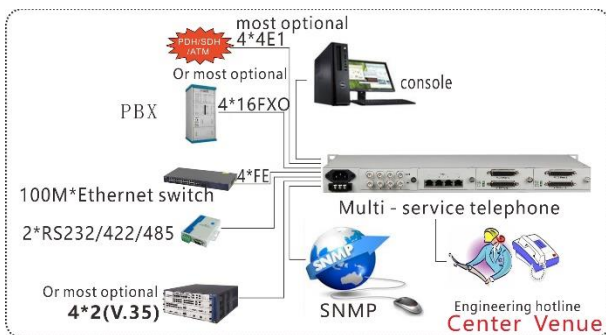 most optional
PDH/SDH
/ATM
4*4E1
Or most optional
console
PBX
4*16FXO
4*FE
100M*Ethernet switch
Multi - service telephone
2*RS232/422/485
SNMP
Or most optional
4*2(V.35)
SNMP
Engineering hotline
Center Venue